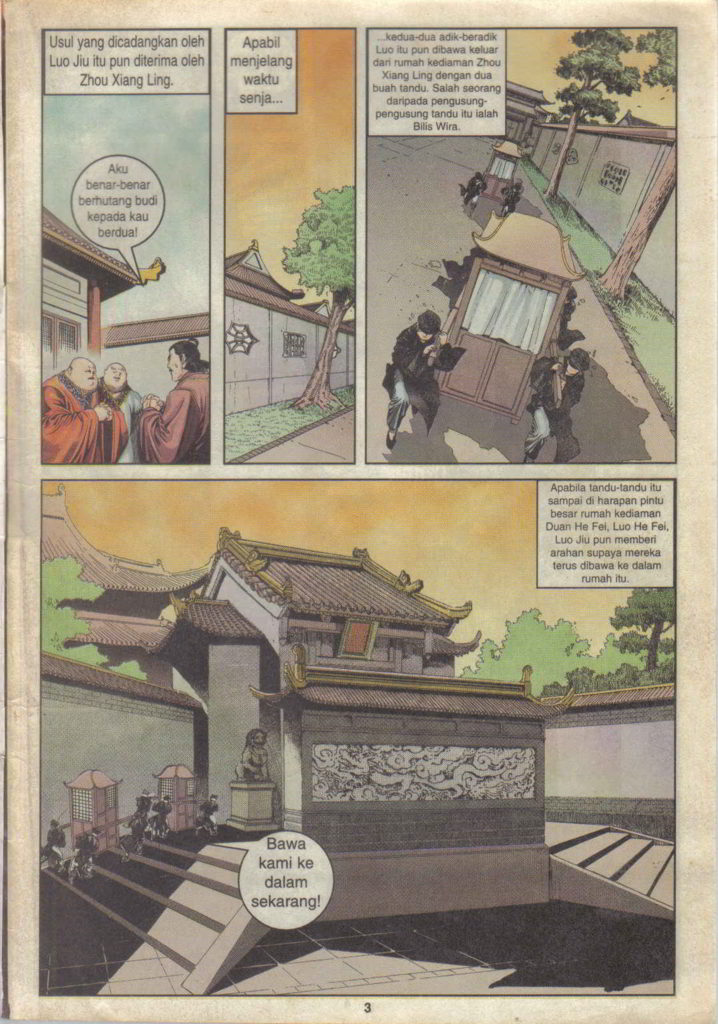 Usul yang dicadangkan oleh
Luo Jiu itu pun diterima oleh
Zhou Xiang Ling.
Aku
benar-benar
berhutang budi
kepada kau
berdua!
Apabil
menjelang
waktu
senja...
...kedua-dua adik-beradik
Luo itu pun dibawa keluar
dari rumah kediaman Zhou
Xiang Ling dengan dua
buah tandu. Salah seorang
daripada pengusung-
pengusung tandu itu ialah
Bilis Wira.
Apabila tandu-tandu itu
sampai di harapan pintu
besar rumah kediaman
Duan He Fei, Luo He Fei,
Luo Jiu pun memberi
arahan supaya mereka
terus dibawa ke dalam
rumah itu.
Bawa
kami ke
dalam
sekarang!
3